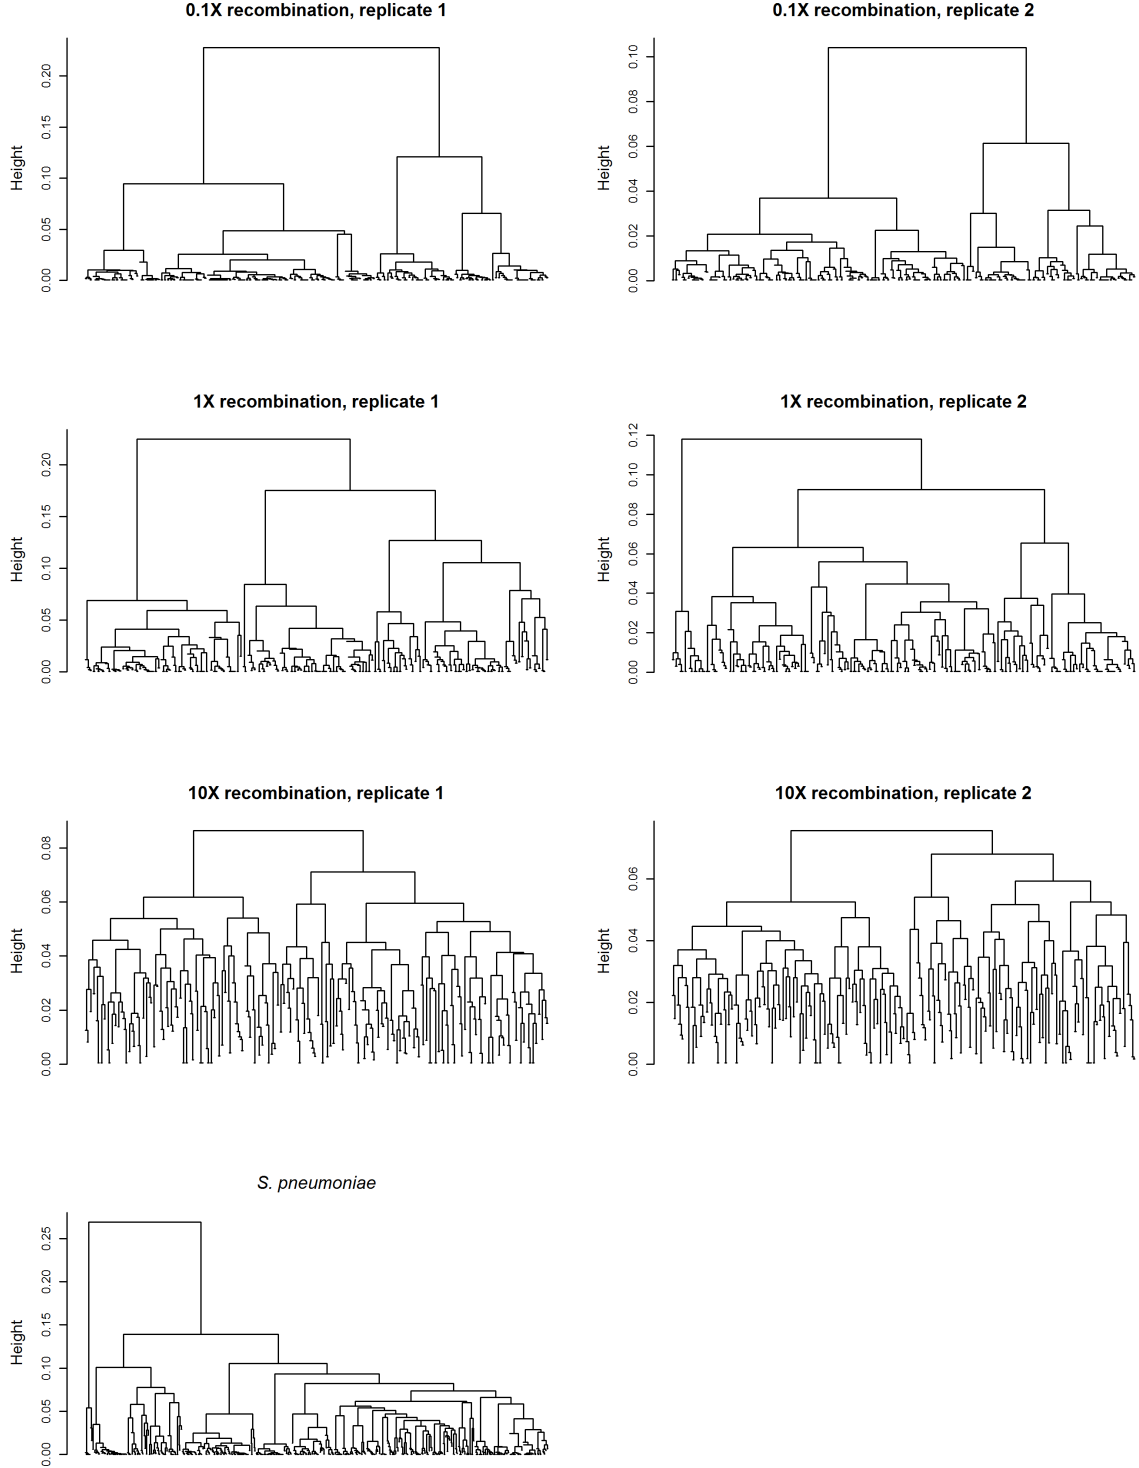 0.1X recombination, replicate 1
Height
0.00
0.05
0.10
0.15
0.20
0.1X recombination, replicate 2
Height
0.00
0.02
0.04
0.06
0.08
0.10
1X recombination, replicate 1
Height
0.00
0.05
0.10
0.15
0.20
1X recombination, replicate 2
Height
0.00
0.02
0.04
0.06
0.08
0.10
0.12
10X recombination, replicate 1
Height
0.00
0.02
0.04
0.06
0.08
10X recombination, replicate 2
Height
0.00
0.02
0.04
0.06
S. pneumoniae
Height
0.00
0.05
0.10
0.15
0.20
0.25